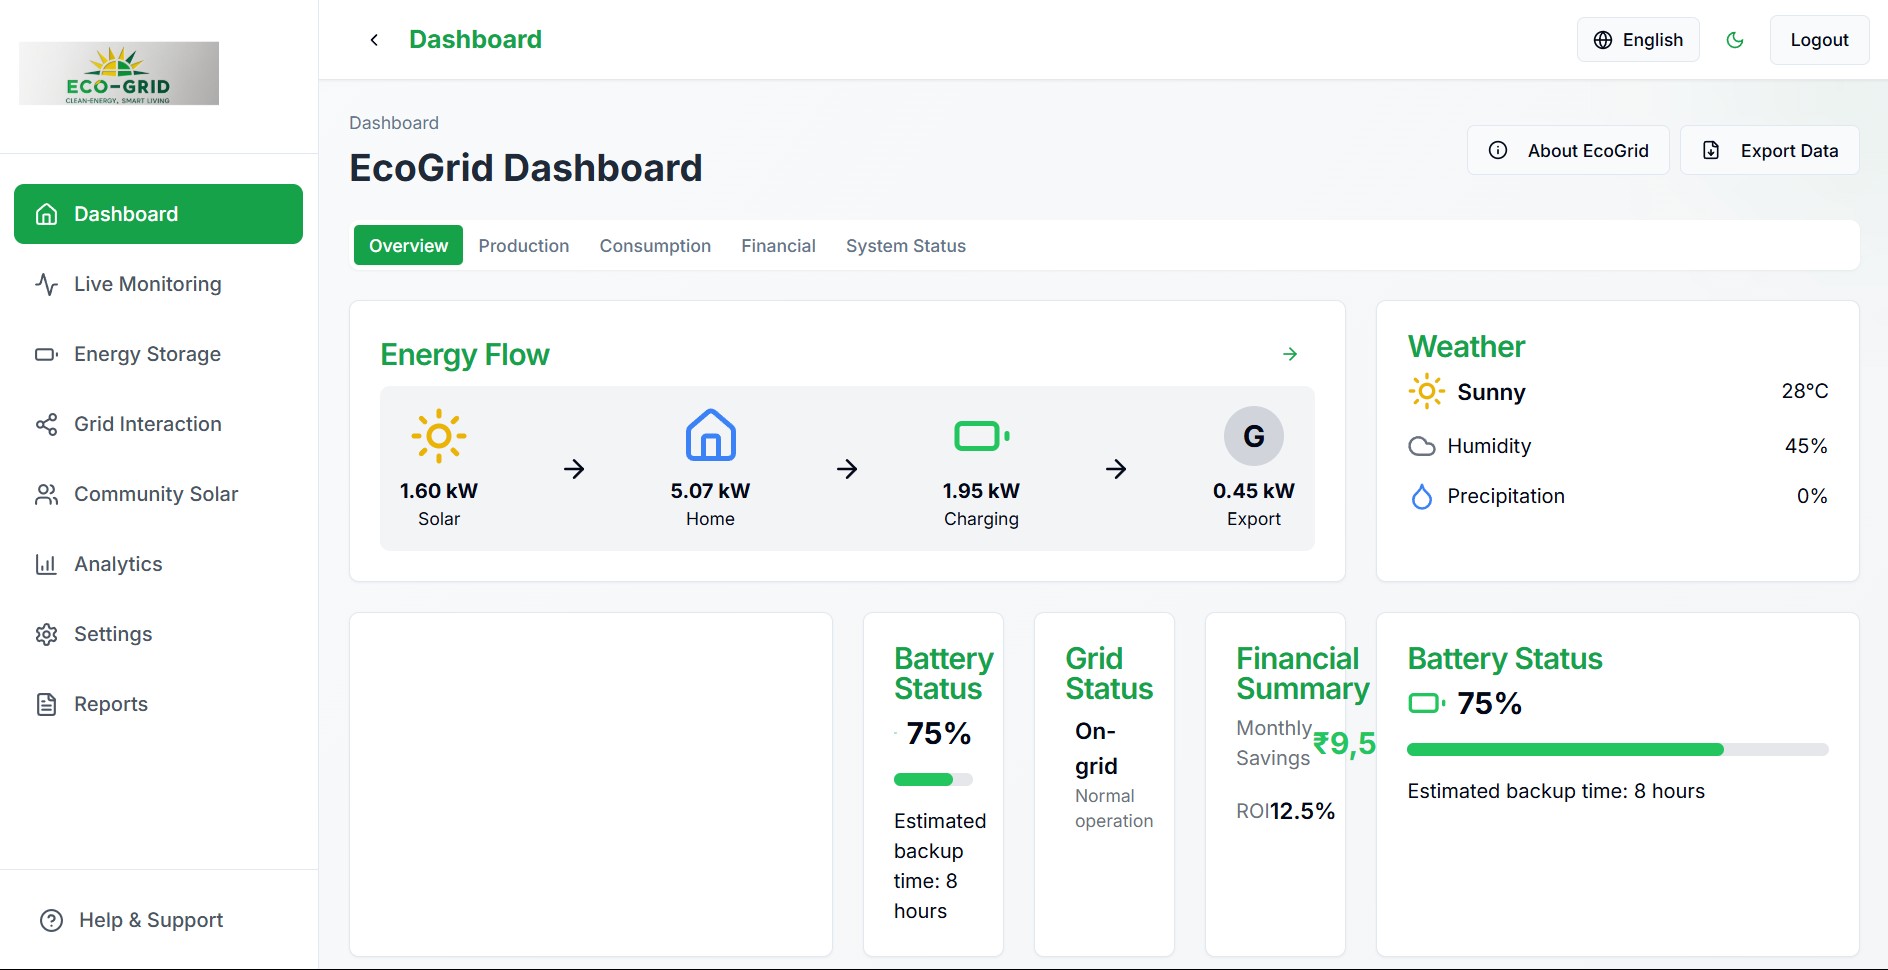 ECO-GRID
CLEAN-ENERGY, SMART LIVING
Dashboard
Live Monitoring
Energy Storage
Grid Interaction
Community Solar
Analytics
Settings
Reports
Help & Support
Dashboard
English
Logout
Dashboard
EcoGrid Dashboard
About EcoGrid
Export Data
Overview
Production
Consumption
Financial
System Status
Energy Flow
1.60 kW
Solar
5.07 kW
Home
1.95 kW
Charging
G
0.45 kW
Export
Weather
Sunny
28°C
Humidity
45%
Precipitation
0%
Battery
Status
75%
Estimated
backup
time: 8
hours
Grid
Status
On-
grid
Normal
operation
Financial
Summary
Monthly
Savings
₹9,5
ROI
12.5%
Battery Status
75%
Estimated backup time: 8 hours